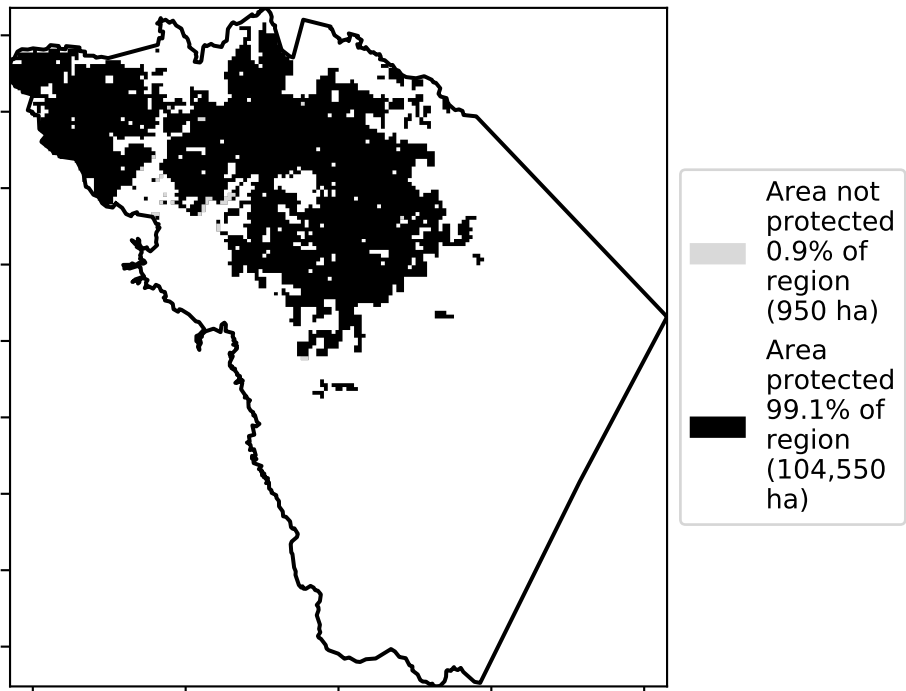 Area not
protected
0.9% of
region
(950 ha)
Area
protected
99.1% of
region
(104,550
ha)